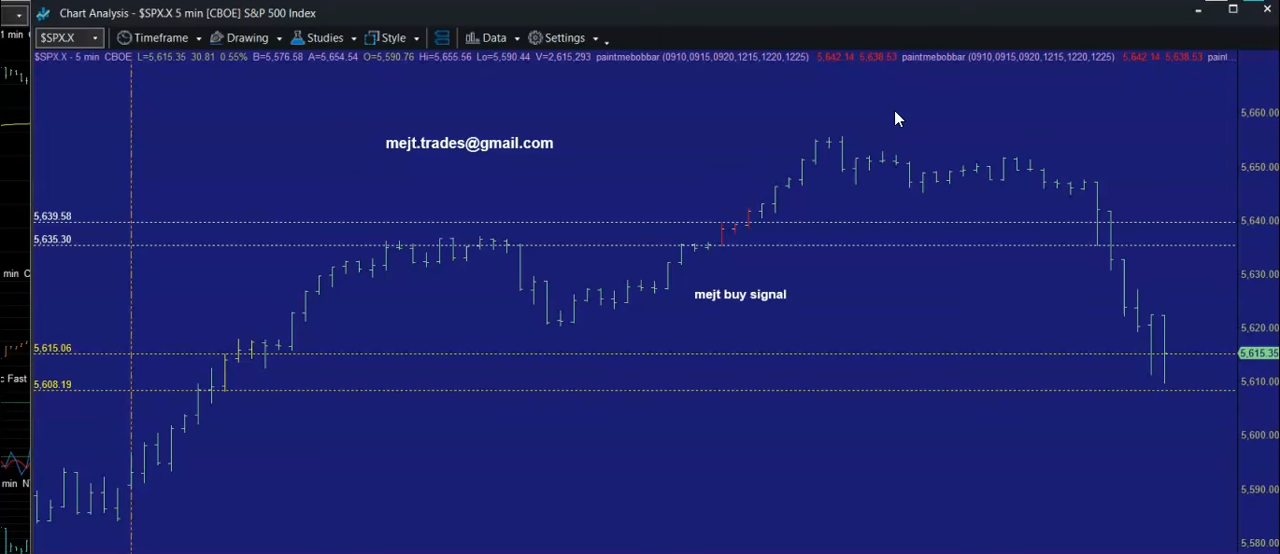 1 min
Chart Analysis - $SPX.X 5 min [CBOE] S&P 500 Index
$SPX.X Timeframe Drawing Studies Style Data Settings
$SPX.X - 5 min CBOE L=5,615.35 30.81 0.55% B=5,576.58 A=5,654.54 O=5,590.76 Hi=5,655.56 Lo=5,590.44 V=2,615,293 paintmebobbar (0910,0915,0920,1215,1220,1225) 5,642.14 5,638.53 paintmebobbar (0910,0915,0920,1215,1220,1225) 5,642.14 5,638.53 paint...
5,660.00
mejt.trades@gmail.com
5,650.00
5,639.58
5,640.00
5,635.30
min C
5,630.00
mejt buy signal
5,620.00
5,615.06
5,615.35
c Fast
5,608.19
5,610.00
5,600.00
min N
5,590.00
5,580.00